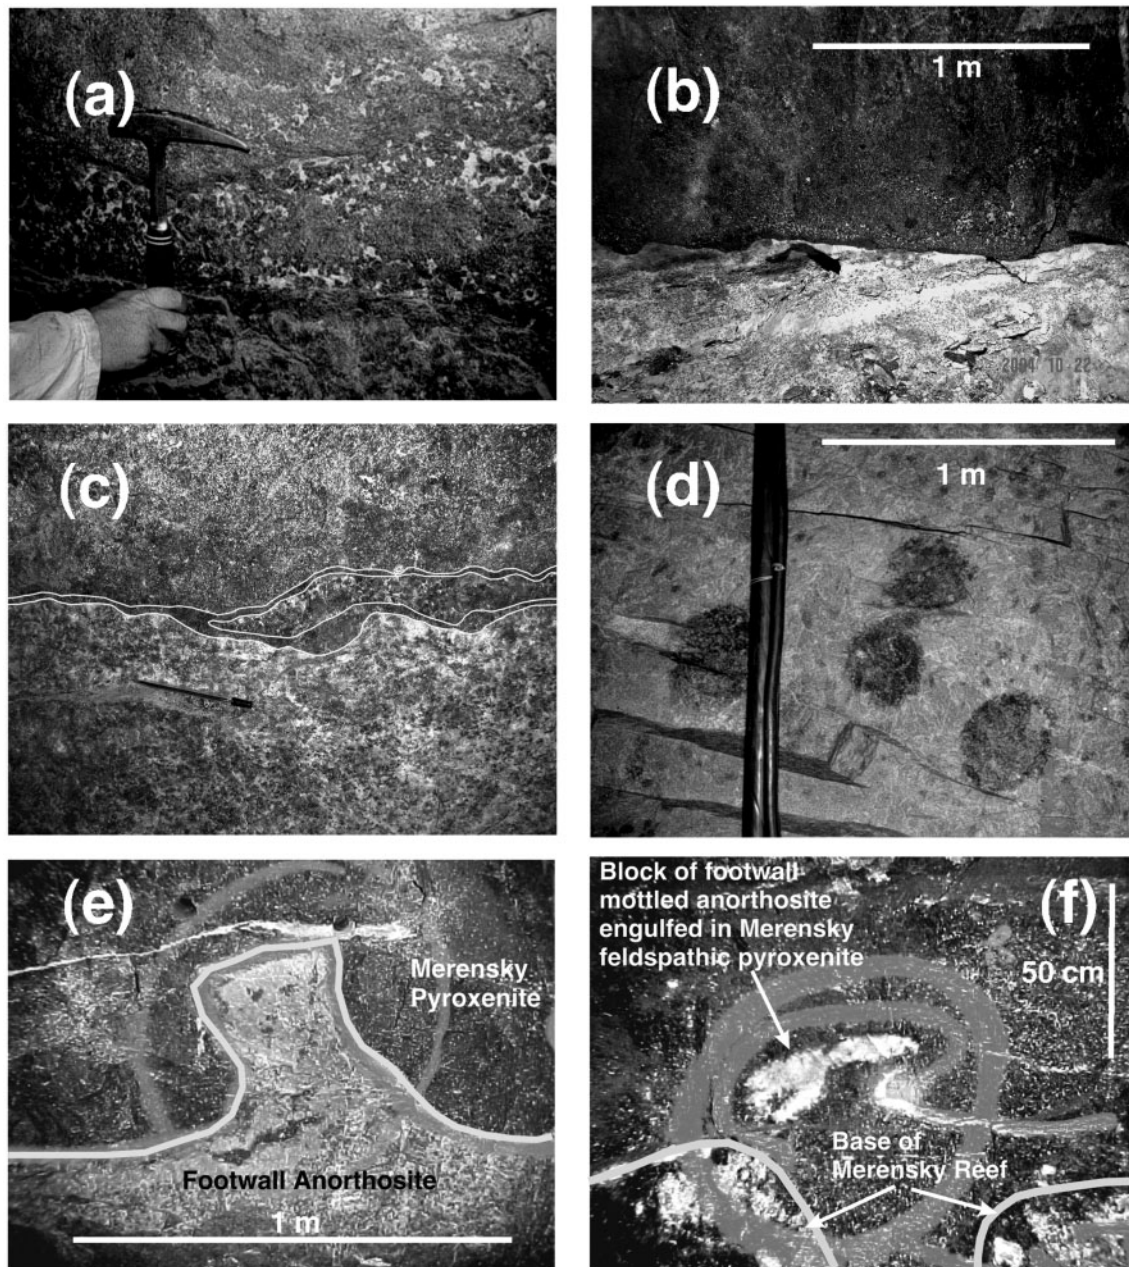 (a)
(b)
1 m
2004 10 22
(c)
(d)
1 m
(e)
Merensky
Pyroxenite
Footwall Anorthosite
1 m
Block of footwall
mottled anorthosite
engulfed in Merensky
feldspathic pyroxenite
(f)
50 cm
Base of
Merensky Reef